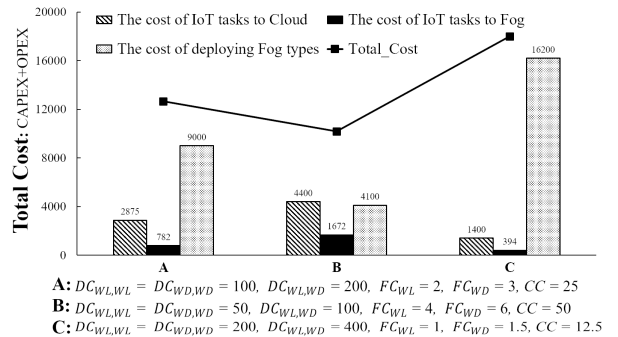 20000
The cost of IoT tasks to Cloud The cost of IoT tasks to Fog
The cost of deploying Fog types Total_Cost
16000
12000
8000
4000
0
Total Cost: CAPEX+OPEX
2875 782 9000 4400 1672 4100 1400 394 16200
A B C
A: DC_{WL,WL} = DC_{WD,WD} = 100, DC_{WL,WD} = 200, FC_{WL} = 2, FC_{WD} = 3, CC = 25
B: DC_{WL,WL} = DC_{WD,WD} = 50, DC_{WL,WD} = 100, FC_{WL} = 4, FC_{WD} = 6, CC = 50
C: DC_{WL,WL} = DC_{WD,WD} = 200, DC_{WL,WD} = 400, FC_{WL} = 1, FC_{WD} = 1.5, CC = 12.5